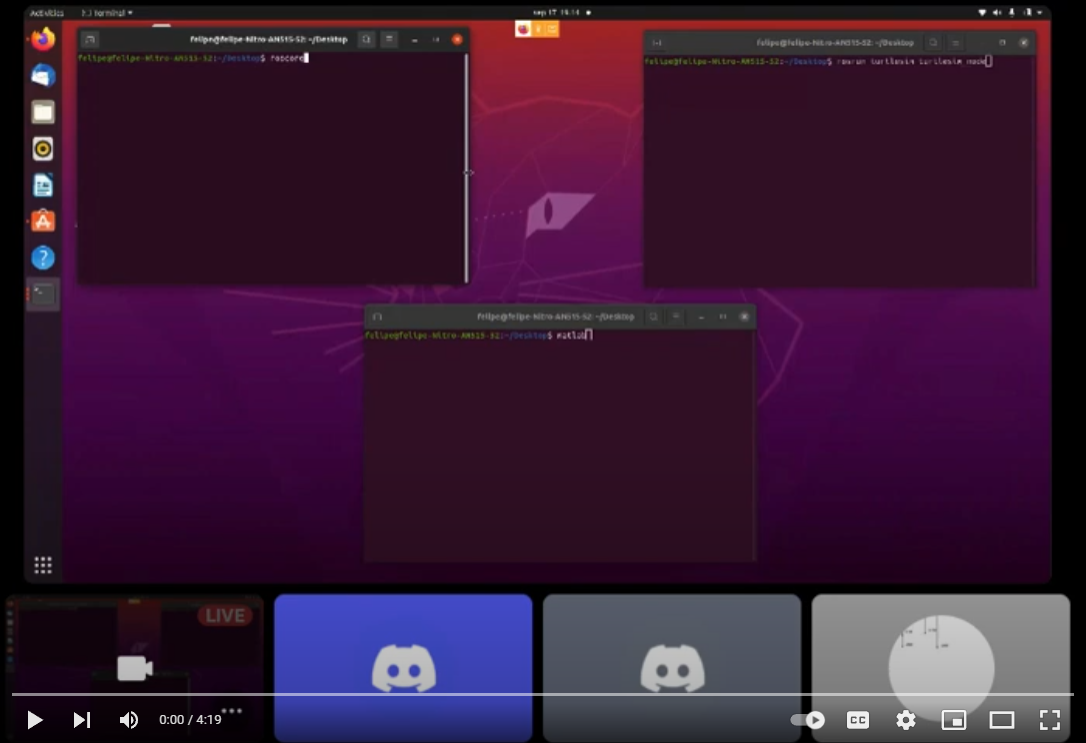 Activities Terminal sep 17 19:14
felipe@felipe-Nitro-AN515-52: ~/Desktop
felipe@felipe-Nitro-AN515-52:~/Desktop$ roscore
felipe@felipe-Nitro-AN515-52: ~/Desktop
felipe@felipe-Nitro-AN515-52:~/Desktop$ rosrun turtlesim turtlesim_node
felipe@felipe-Nitro-AN515-52: ~/Desktop
felipe@felipe-Nitro-AN515-52:~/Desktop$ matlab
LIVE
0:00 / 4:19
CC